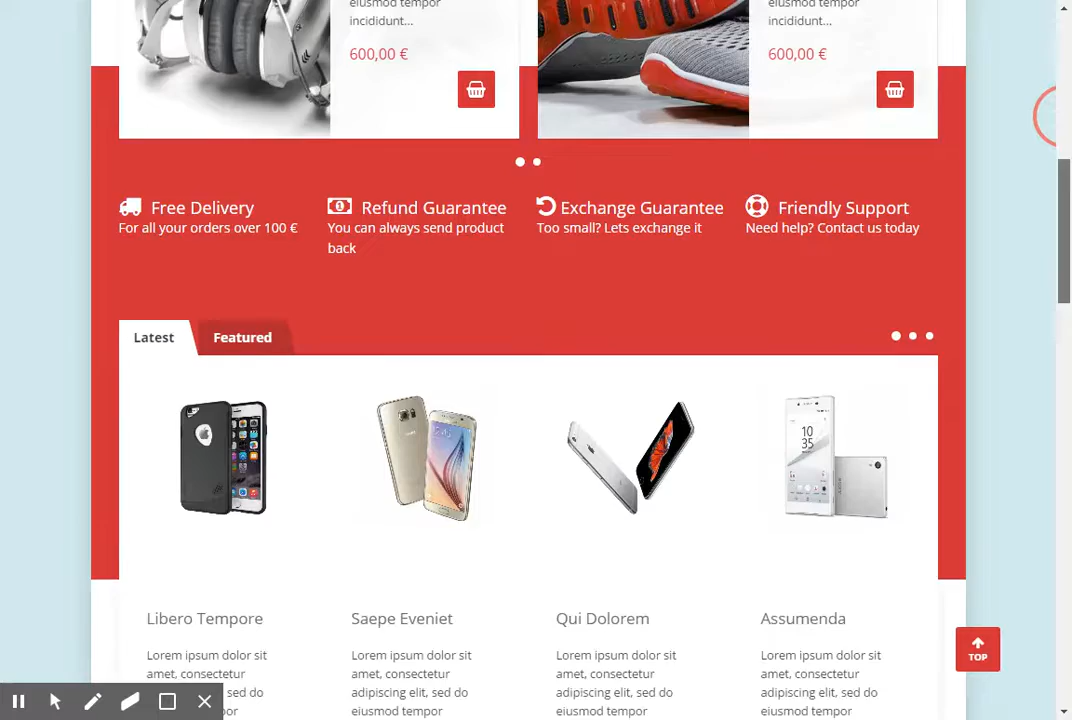 eiusmod tempor
incididunt...
600,00 €
eiusmod tempor
incididunt...
600,00 €
Free Delivery
For all your orders over 100 €
Refund Guarantee
You can always send product
back
Exchange Guarantee
Too small? Lets exchange it
Friendly Support
Need help? Contact us today
Latest
Featured
10
35
Libero Tempore
Lorem ipsum dolor sit
amet, consectetur
sed do
por
Saepe Eveniet
Lorem ipsum dolor sit
amet, consectetur
adipiscing elit, sed do
eiusmod tempor
Qui Dolorem
Lorem ipsum dolor sit
amet, consectetur
adipiscing elit, sed do
eiusmod tempor
Assumenda
Lorem ipsum dolor sit
amet, consectetur
adipiscing elit, sed do
eiusmod tempor
TOP